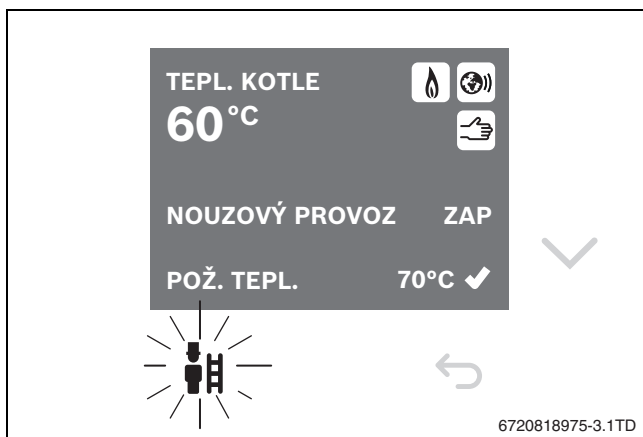 TEPL. KOTLE
60°C
NOUZOVÝ PROVOZ ZAP
POŽ. TEPL. 70°C
6720818975-3.1TD